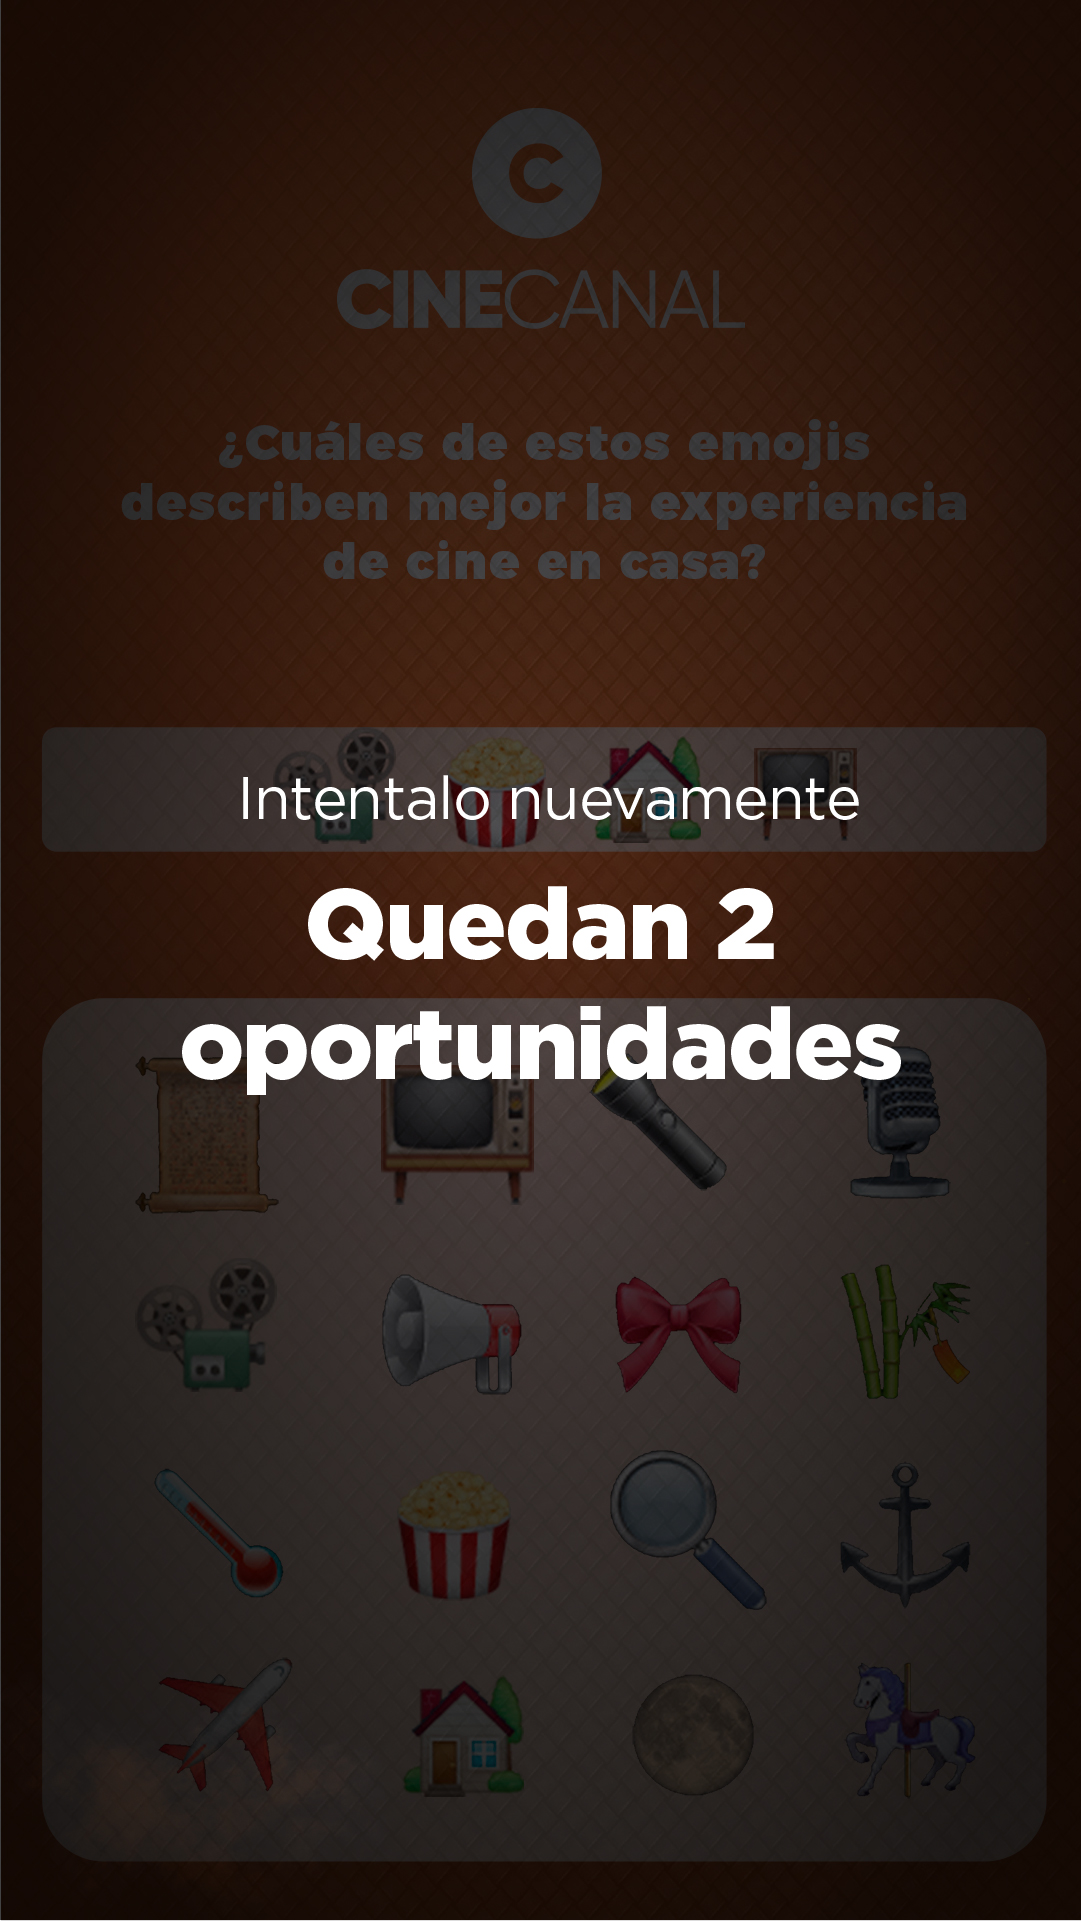 C
CINECANAL
¿Cuáles de estos emojis
describen mejor la experiencia
de cine en casa?
Intentalo nuevamente
Quedan 2
oportunidades